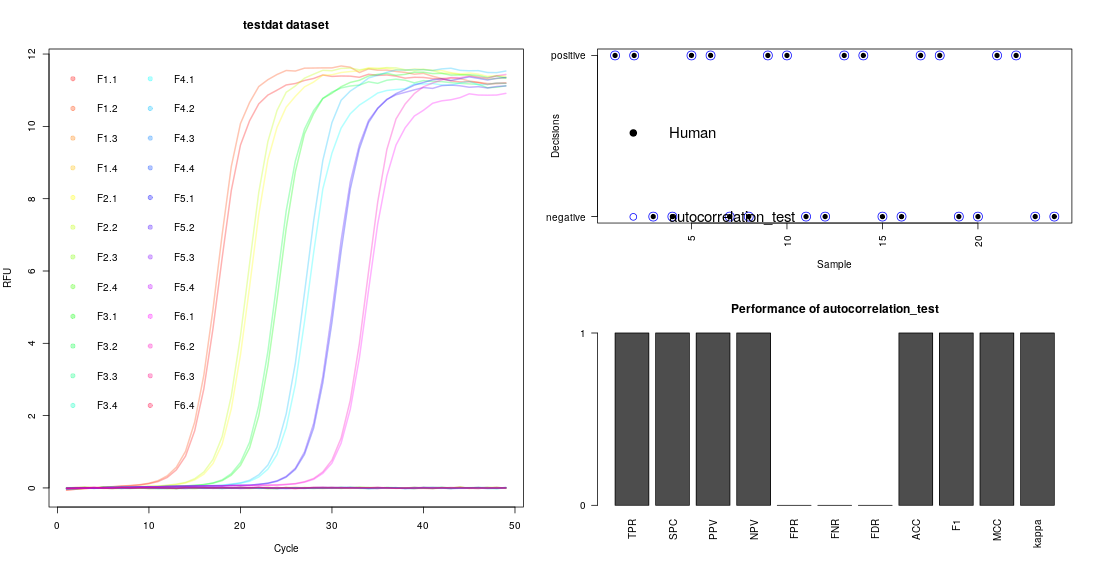 testdat dataset
RFU
12
10
8
6
4
2
0
F1.1 F4.1
F1.2 F4.2
F1.3 F4.3
F1.4 F4.4
F2.1 F5.1
F2.2 F5.2
F2.3 F5.3
F2.4 F5.4
F3.1 F6.1
F3.2 F6.2
F3.3 F6.3
F3.4 F6.4
0 10 20 30 40 50
Cycle
Decisions
positive
Human
negative
autocorrelation_test
5 10 15 20
Sample
Performance of autocorrelation_test
1
0
TPR SPC PPV NPV FPR FNR FDR ACC F1 MCC kappa